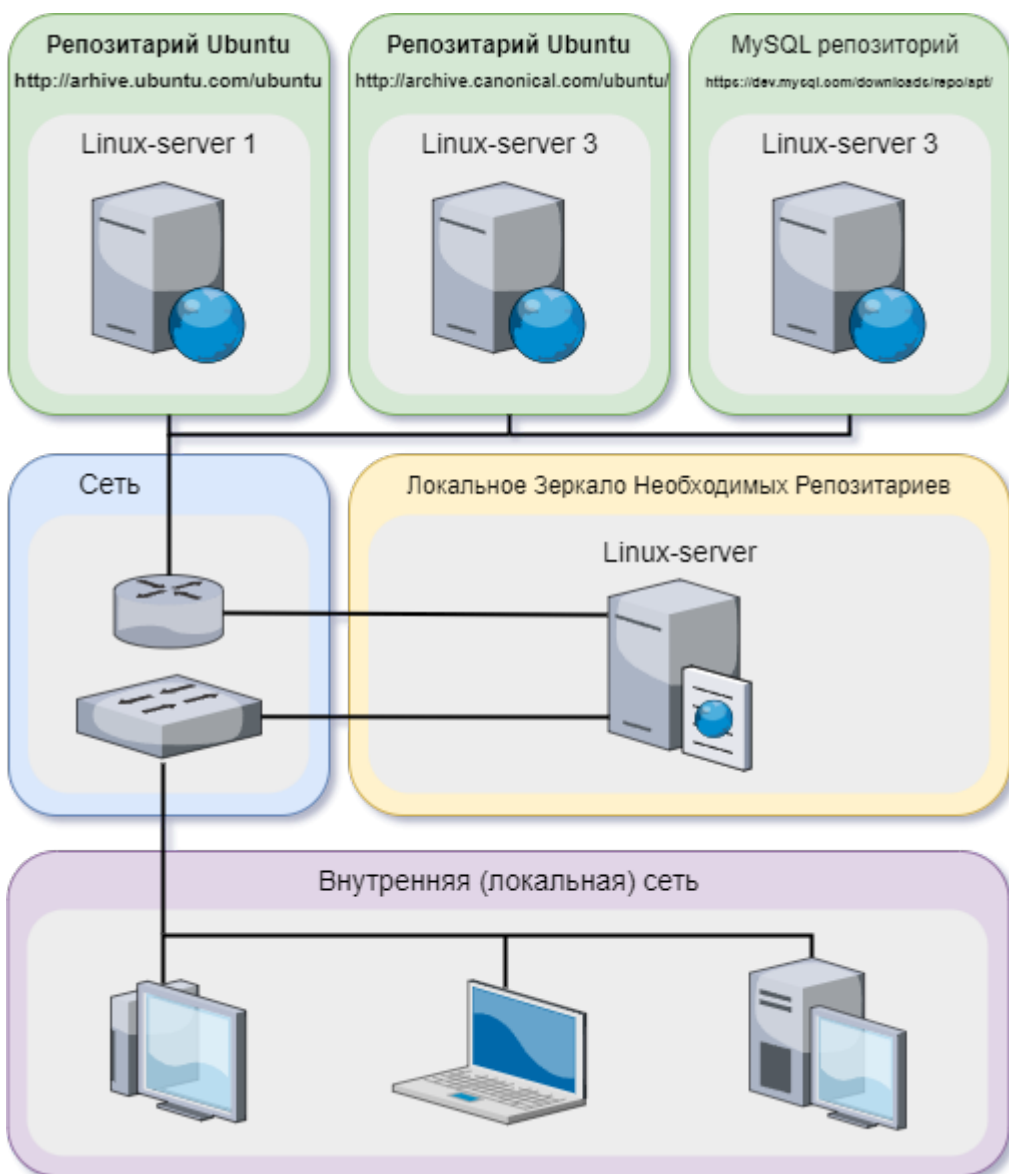 Репозитарий Ubuntu
http://arhive.ubuntu.com/ubuntu
Linux-server 1
Репозитарий Ubuntu
http://archive.canonical.com/ubuntu/
Linux-server 3
MySQL репозиторий
https://dev.mysql.com/downloads/repo/apt/
Linux-server 3
Сеть
Локальное Зеркало Необходимых Репозитариев
Linux-server
Внутренняя (локальная) сеть